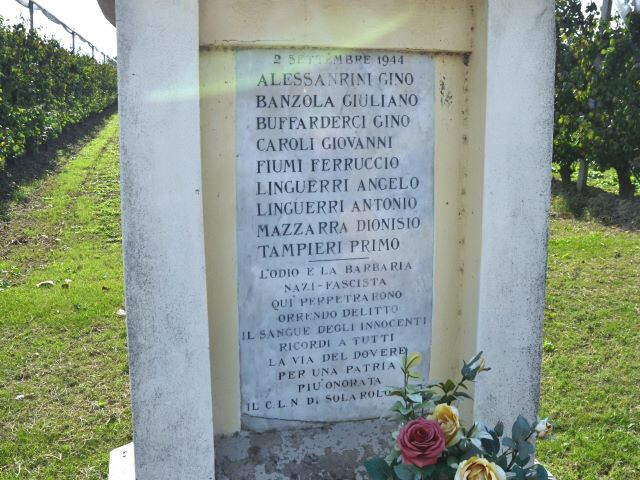 2 SETTEMBRE 1944
ALESSANRINI GINO
BANZOLA GIULIANO
BUFFARDERCI GINO
CAROLI GIOVANNI
FIUMI FERRUCCIO
LINGUERRI ANGELO
LINGUERRI ANTONIO
MAZZARRA DIONISIO
TAMPIERI PRIMO
L'ODIO E LA BARBARIA
NAZI-FASCISTA
QUI PERPETRARONO
ORRENDO DELITTO
IL SANGUE DEGLI INNOCENTI
RICORDI A TUTTI
LA VIA DEL DOVERE
PER UNA PATRIA
PIU' ONORATA
IL C.L.N DI SOLAROLO